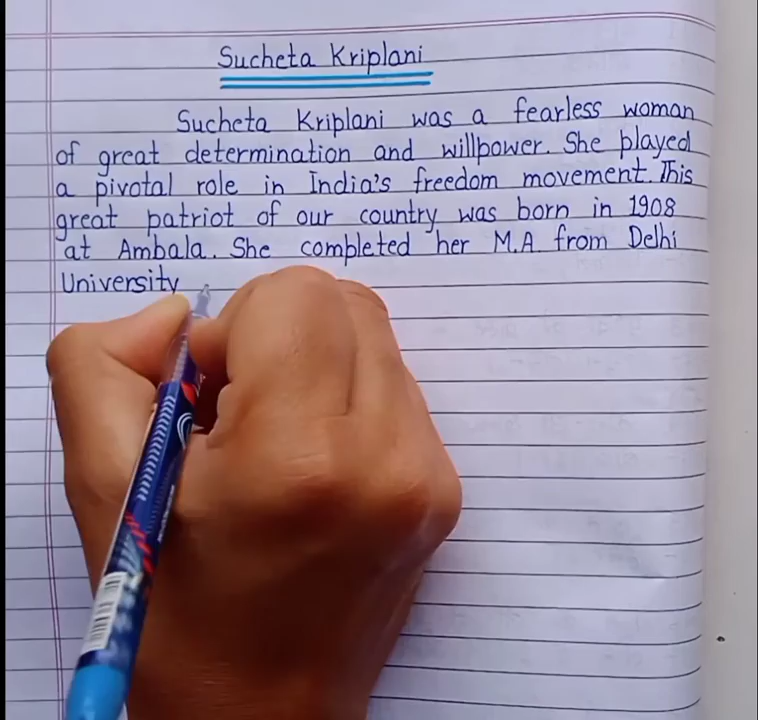 Sucheta Kriplani
Sucheta Kriplani was a fearless woman
of great determination and willpower. She played
a pivotal role in India's freedom movement. This
great patriot of our country was born in 1908
at Ambala. She completed her M.A from Delhi
University